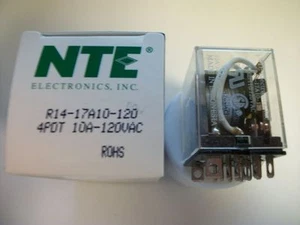 NTE
ELECTRONICS, INC.
R14-17A10-120
4PDT 10A-120VAC
ROHS